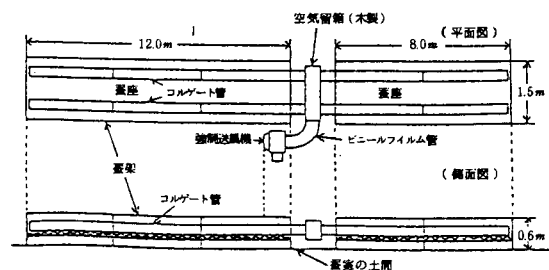 空気溜箱（木製）
（平面図）
12.0m
8.0m
蚕座
コルゲート管
蚕座
1.5m
強制送風機
ビニールフイルム管
蚕架
（側面図）
コルゲート管
0.6m
蚕室の土間